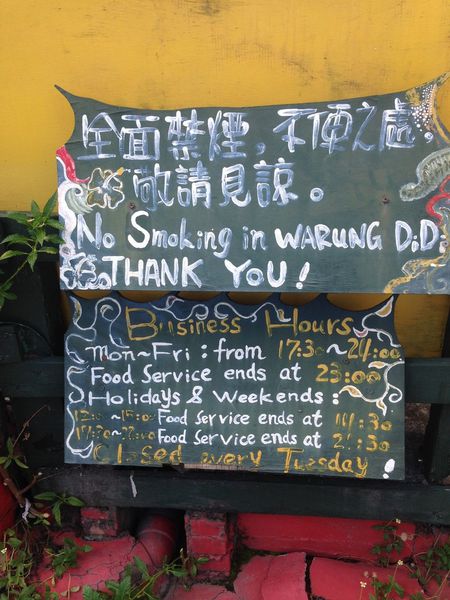 全面禁煙，不便之處，
敬請見諒。
No Smoking in WARUNG DiD.
THANK YOU!
Business Hours
Mon~Fri: from 17:30~24:00
Food Service ends at 23:00
Holidays & Weekends:
12:00~15:00 Food Service ends at 14:30
17:30~22:00 Food Service ends at 21:30
Closed every Tuesday!